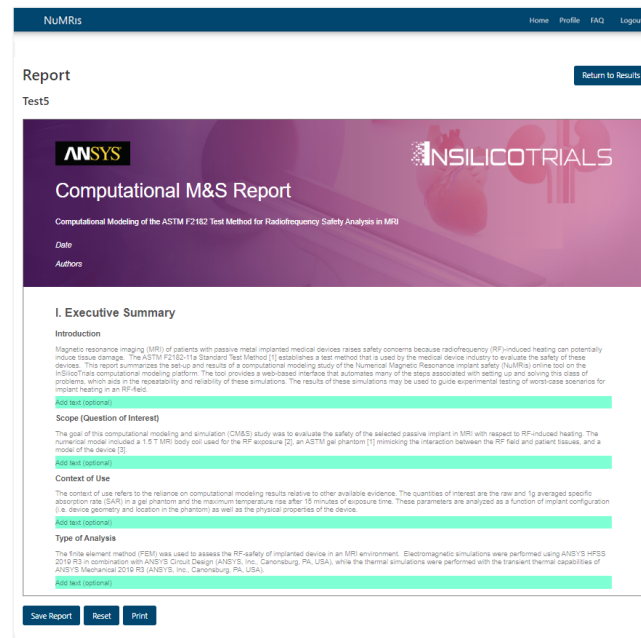 NuMRis
Home Profile FAQ Logout
Report
Return to Results
Test5
ANSYS
INSILICOTRIALS
Computational M&S Report
Computational Modeling of the ASTM F2182 Test Method for Radiofrequency Safety Analysis in MRI
Date
Authors
I. Executive Summary
Introduction
Magnetic resonance imaging (MRI) of patients with passive metal implanted medical devices raises safety concerns because radiofrequency (RF)-induced heating can potentially
induce tissue damage. The ASTM F2182-11a Standard Test Method [1] establishes a test method that is used by the medical device industry to evaluate the safety of these
devices. This report summarizes the set-up and results of a computational modeling study of the Numerical Magnetic Resonance implant safety (NuMRis) online tool on the
InSilicoTrials computational modeling platform. The tool provides a web-based interface that automates many of the steps associated with setting up and solving this class of
problems, which aids in the repeatability and reliability of these simulations. The results of these simulations may be used to guide experimental testing of worst-case scenarios for
implant heating in an RF-field.
Add text (optional)
Scope (Question of Interest)
The goal of this computational modeling and simulation (CM&S) study was to evaluate the safety of the selected passive implant in MRI with respect to RF-induced heating. The
numerical model included a 1.5 T MRI body coil used for the RF exposure [2], an ASTM gel phantom [1] mimicking the interaction between the RF field and patient tissues, and a
model of the device [3].
Add text (optional)
Context of Use
The context of use refers to the reliance on computational modeling results relative to other available evidence. The quantities of interest are the raw and 1g averaged specific
absorption rate (SAR) in a gel phantom and the maximum temperature rise after 15 minutes of exposure time. These parameters are analyzed as a function of implant configuration
(i.e. device geometry and location in the phantom) as well as the physical properties of the device.
Add text (optional)
Type of Analysis
The finite element method (FEM) was used to assess the RF-safety of implanted device in an MRI environment. Electromagnetic simulations were performed using ANSYS HFSS
2019 R3 in combination with ANSYS Circuit Design (ANSYS, Inc., Canonsburg, PA, USA), while the thermal simulations were performed with the transient thermal capabilities of
ANSYS Mechanical 2019 R3 (ANSYS, Inc., Canonsburg, PA, USA).
Add text (optional)
Save Report Reset Print